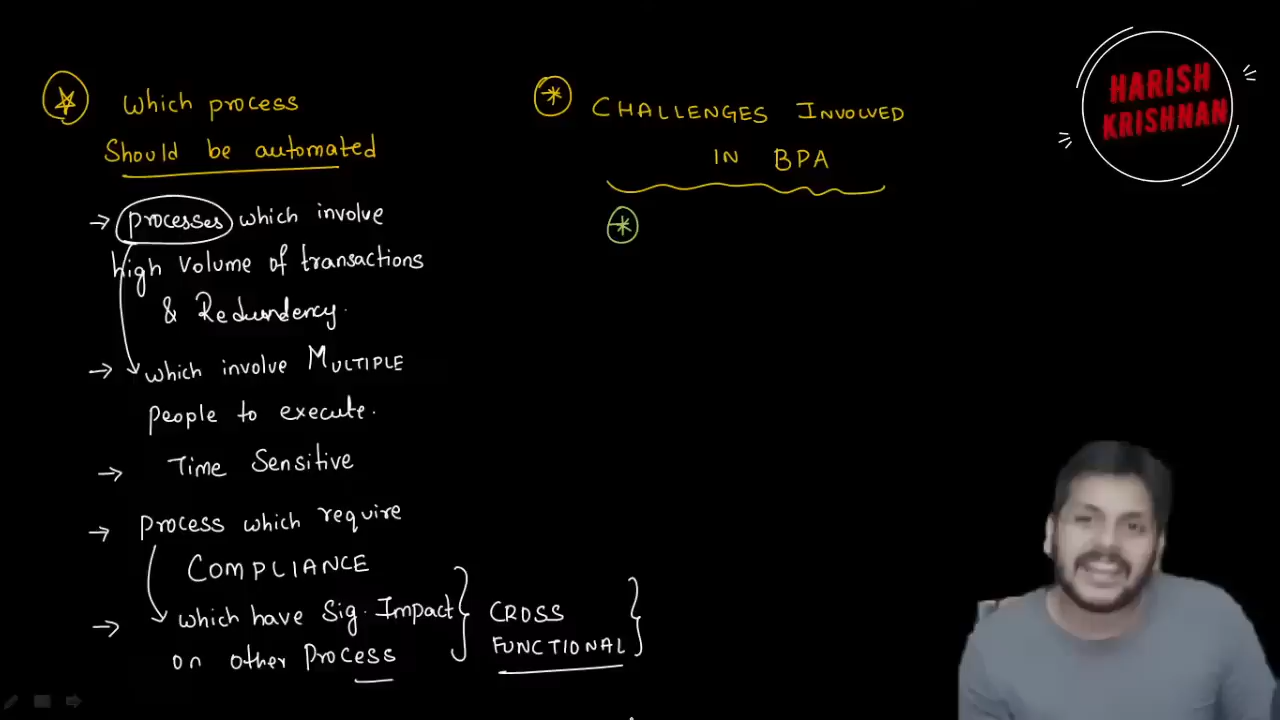 Which process
Should be automated
→ processes which involve
high Volume of transactions
& Redundency.
→ which involve MULTIPLE
people to execute.
→ Time Sensitive
→ process which require
COMPLIANCE
→ which have Sig. Impact
on other Process
CROSS
FUNCTIONAL
* CHALLENGES INVOLVED
IN BPA
*
HARISH
KRISHNAN